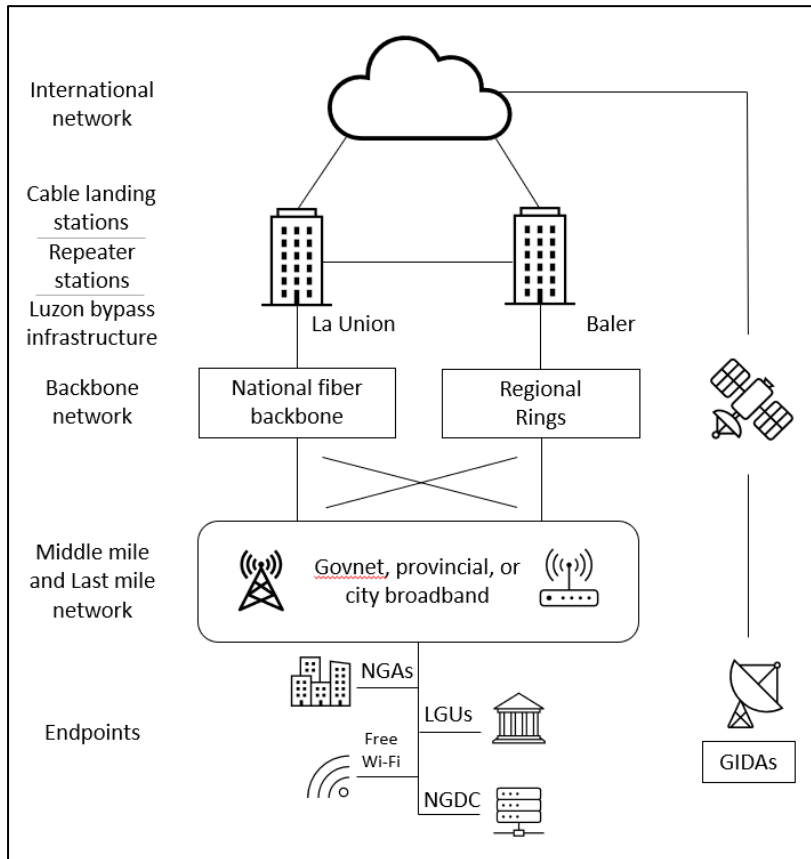 International
network
Cable landing
stations
Repeater
stations
Luzon bypass
infrastructure
La Union
Baler
Backbone
network
National fiber
backbone
Regional
Rings
Middle mile
and Last mile
network
Govnet, provincial, or
city broadband
Endpoints
NGAs
LGUs
Free
Wi-Fi
NGDC
GIDAs